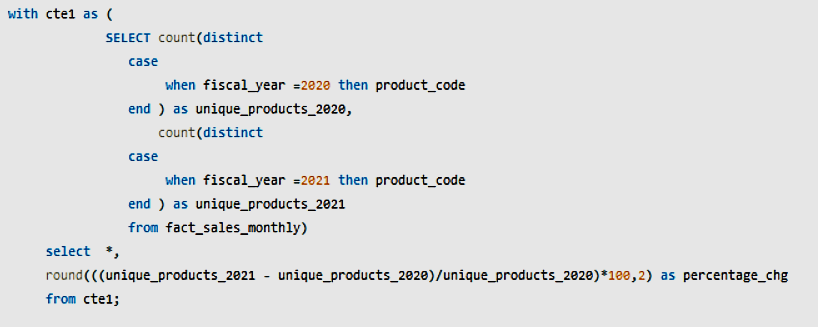 with cte1 as (
SELECT count(distinct
case
when fiscal_year =2020 then product_code
end ) as unique_products_2020,
count(distinct
case
when fiscal_year =2021 then product_code
end ) as unique_products_2021
from fact_sales_monthly)
select  *,
round(((unique_products_2021 - unique_products_2020)/unique_products_2020)*100,2) as percentage_chg
from cte1;